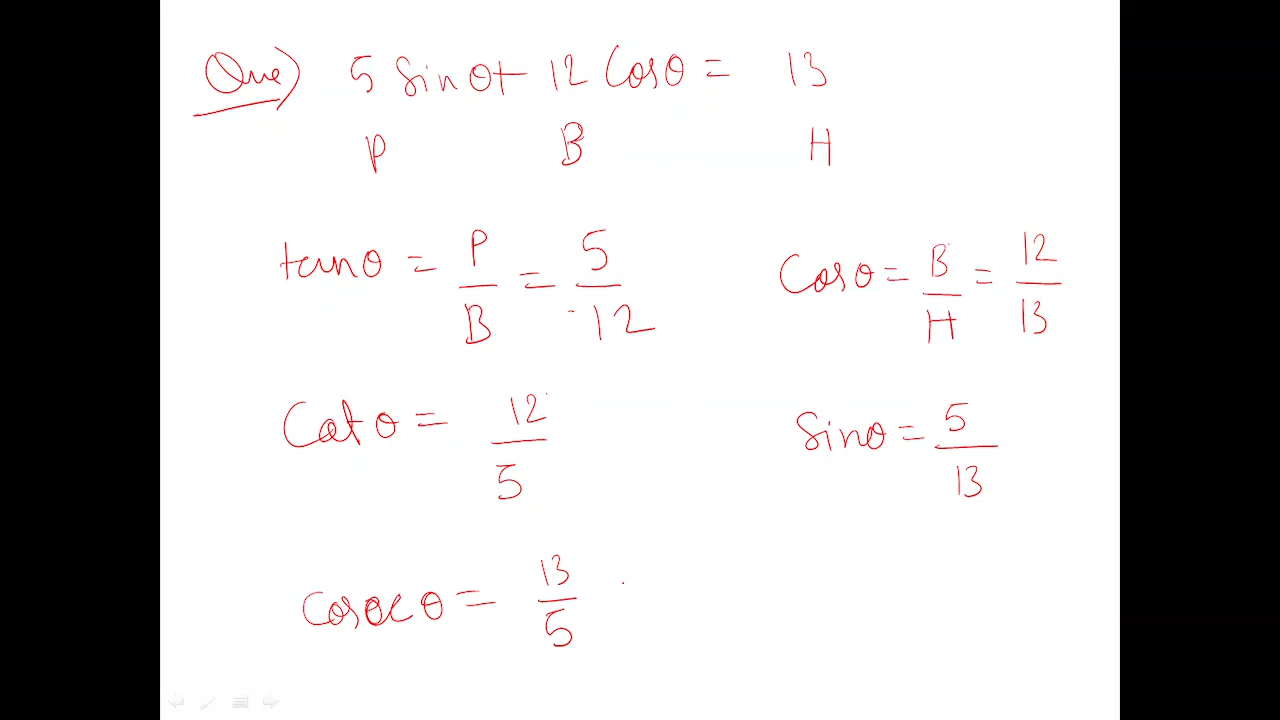 Que) 5 Sinθ + 12 Cosθ = 13
P B H
tanθ = P/B = 5/12 Cosθ = B/H = 12/13
Cotθ = 12/5 Sinθ = 5/13
Cosecθ = 13/5